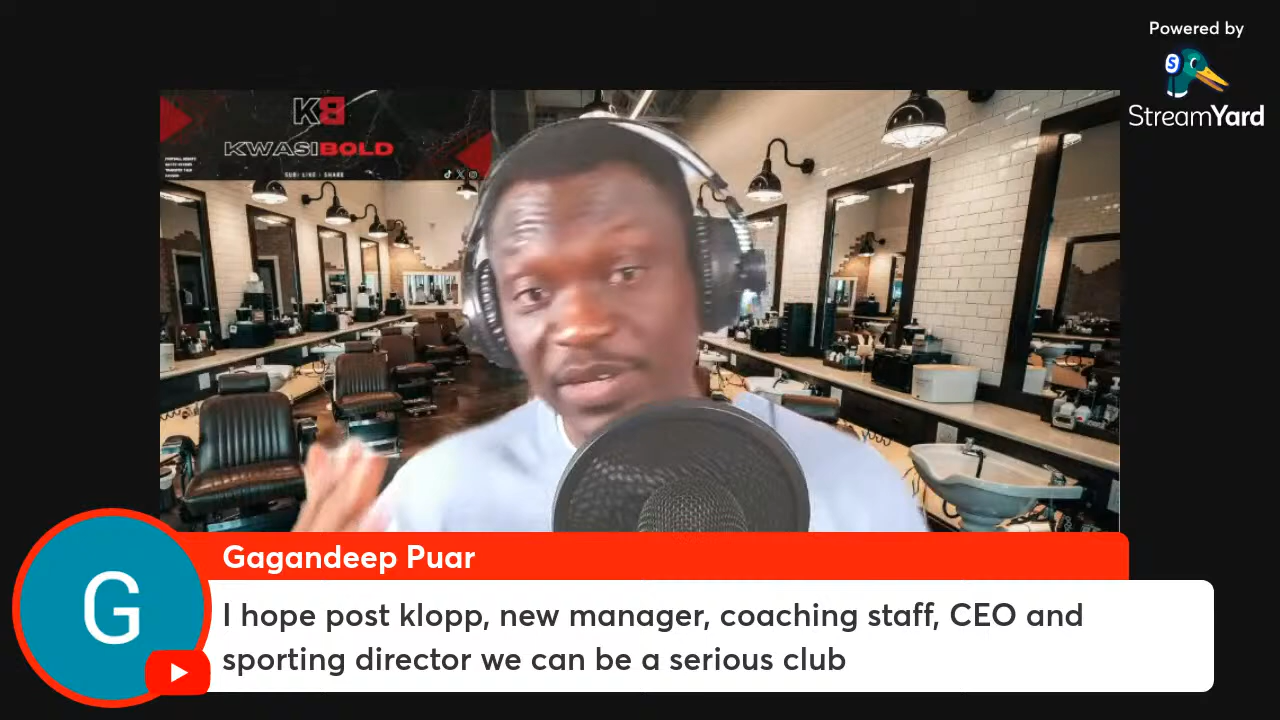 Powered by
S
StreamYard
KB
KWASIBOLD
SUB | LIKE | SHARE
Gagandeep Puar
G
I hope post klopp, new manager, coaching staff, CEO and
sporting director we can be a serious club